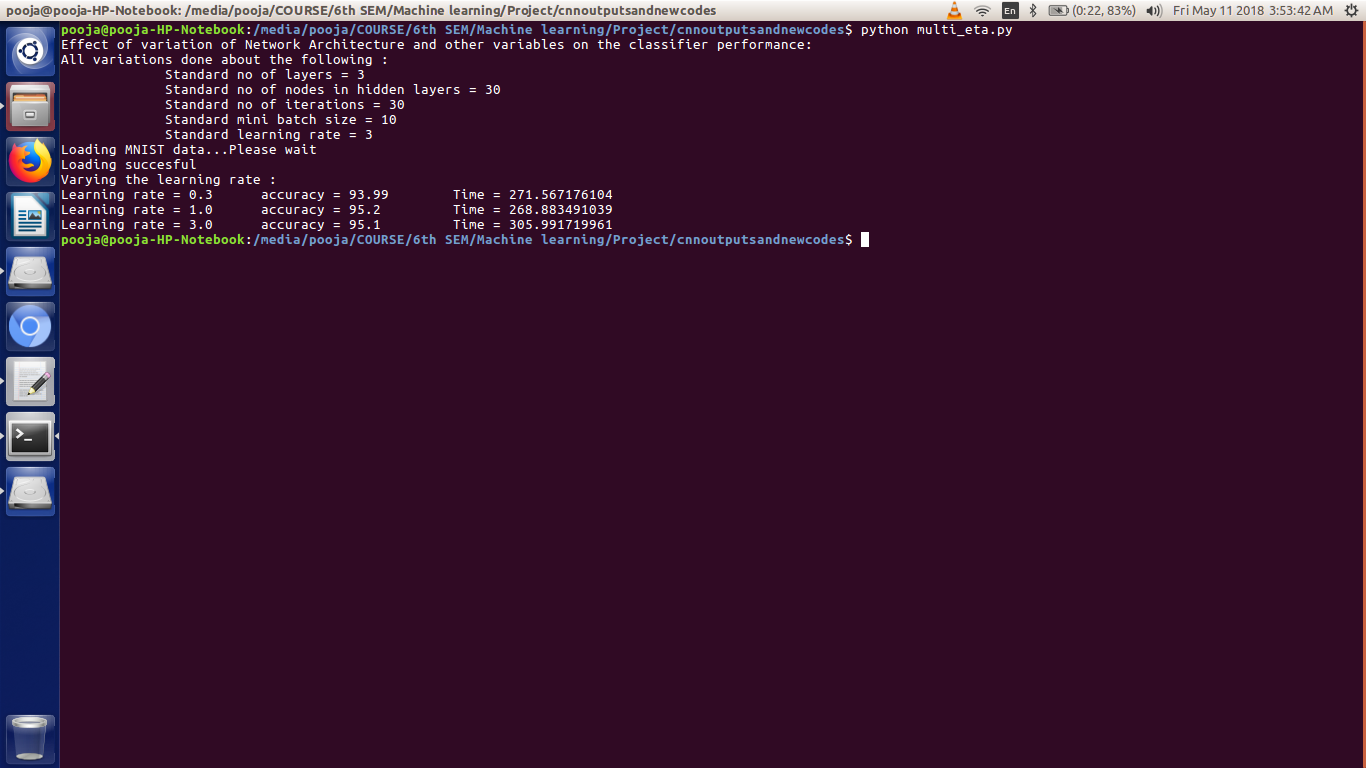 pooja@pooja-HP-Notebook: /media/pooja/COURSE/6th SEM/Machine learning/Project/cnnoutputsandnewcodes En (0:22, 83%) Fri May 11 2018 3:53:42 AM
pooja@pooja-HP-Notebook:/media/pooja/COURSE/6th SEM/Machine learning/Project/cnnoutputsandnewcodes$ python multi_eta.py
Effect of variation of Network Architecture and other variables on the classifier performance:
All variations done about the following :
Standard no of layers = 3
Standard no of nodes in hidden layers = 30
Standard no of iterations = 30
Standard mini batch size = 10
Standard learning rate = 3
Loading MNIST data...Please wait
Loading succesful
Varying the learning rate :
Learning rate = 0.3 accuracy = 93.99 Time = 271.567176104
Learning rate = 1.0 accuracy = 95.2 Time = 268.883491039
Learning rate = 3.0 accuracy = 95.1 Time = 305.991719961
pooja@pooja-HP-Notebook:/media/pooja/COURSE/6th SEM/Machine learning/Project/cnnoutputsandnewcodes$